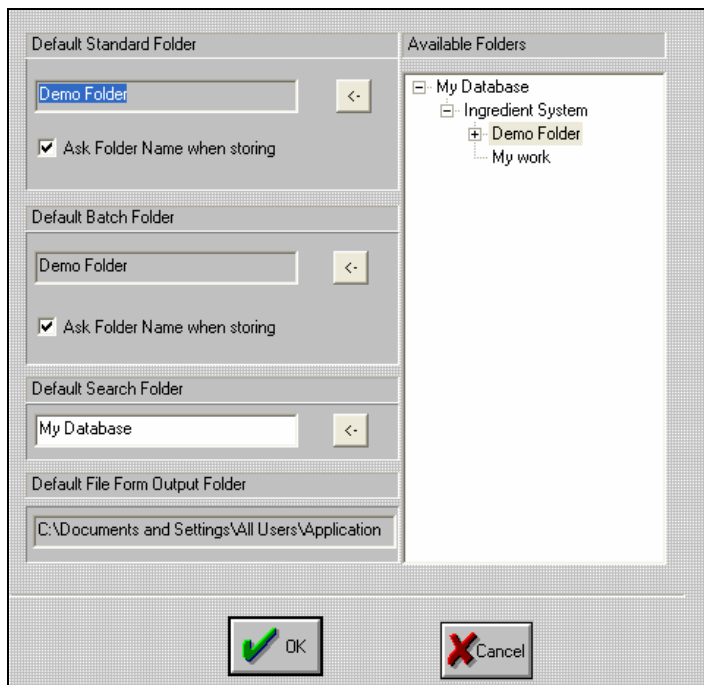 Default Standard Folder
Demo Folder
<-
Ask Folder Name when storing
Default Batch Folder
Demo Folder
<-
Ask Folder Name when storing
Default Search Folder
My Database
<-
Default File Form Output Folder
C:\Documents and Settings\All Users\Application
Available Folders
My Database
Ingredient System
Demo Folder
My work
OK
Cancel